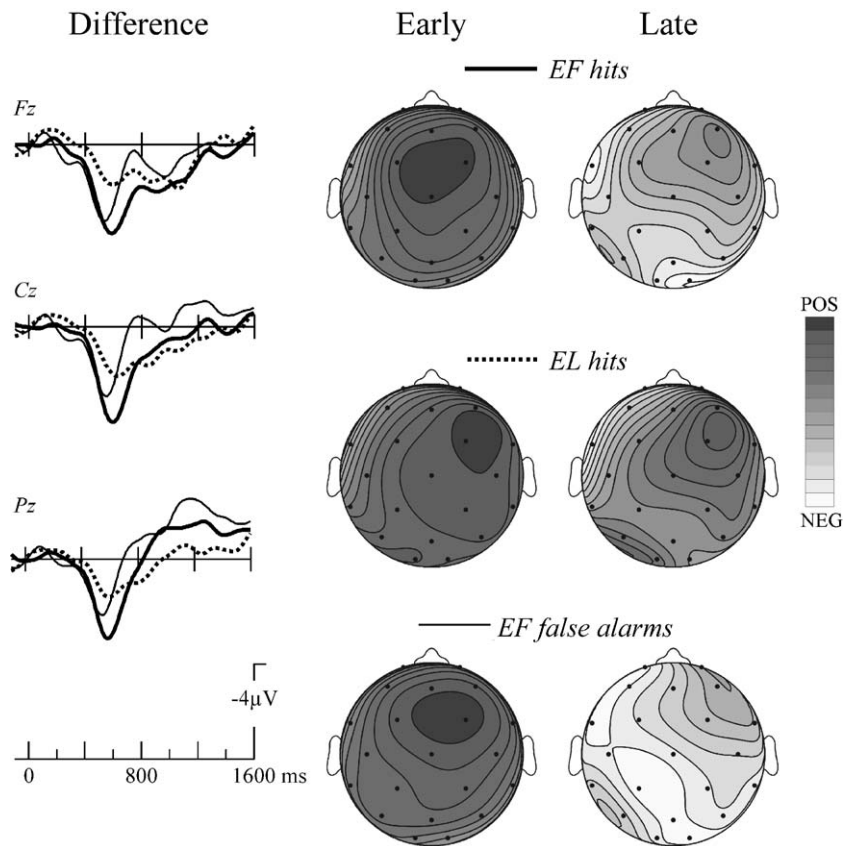 Difference
Early
Late
EF hits
Fz
Cz
POS
EL hits
Pz
NEG
EF false alarms
-4µV
0 800 1600 ms